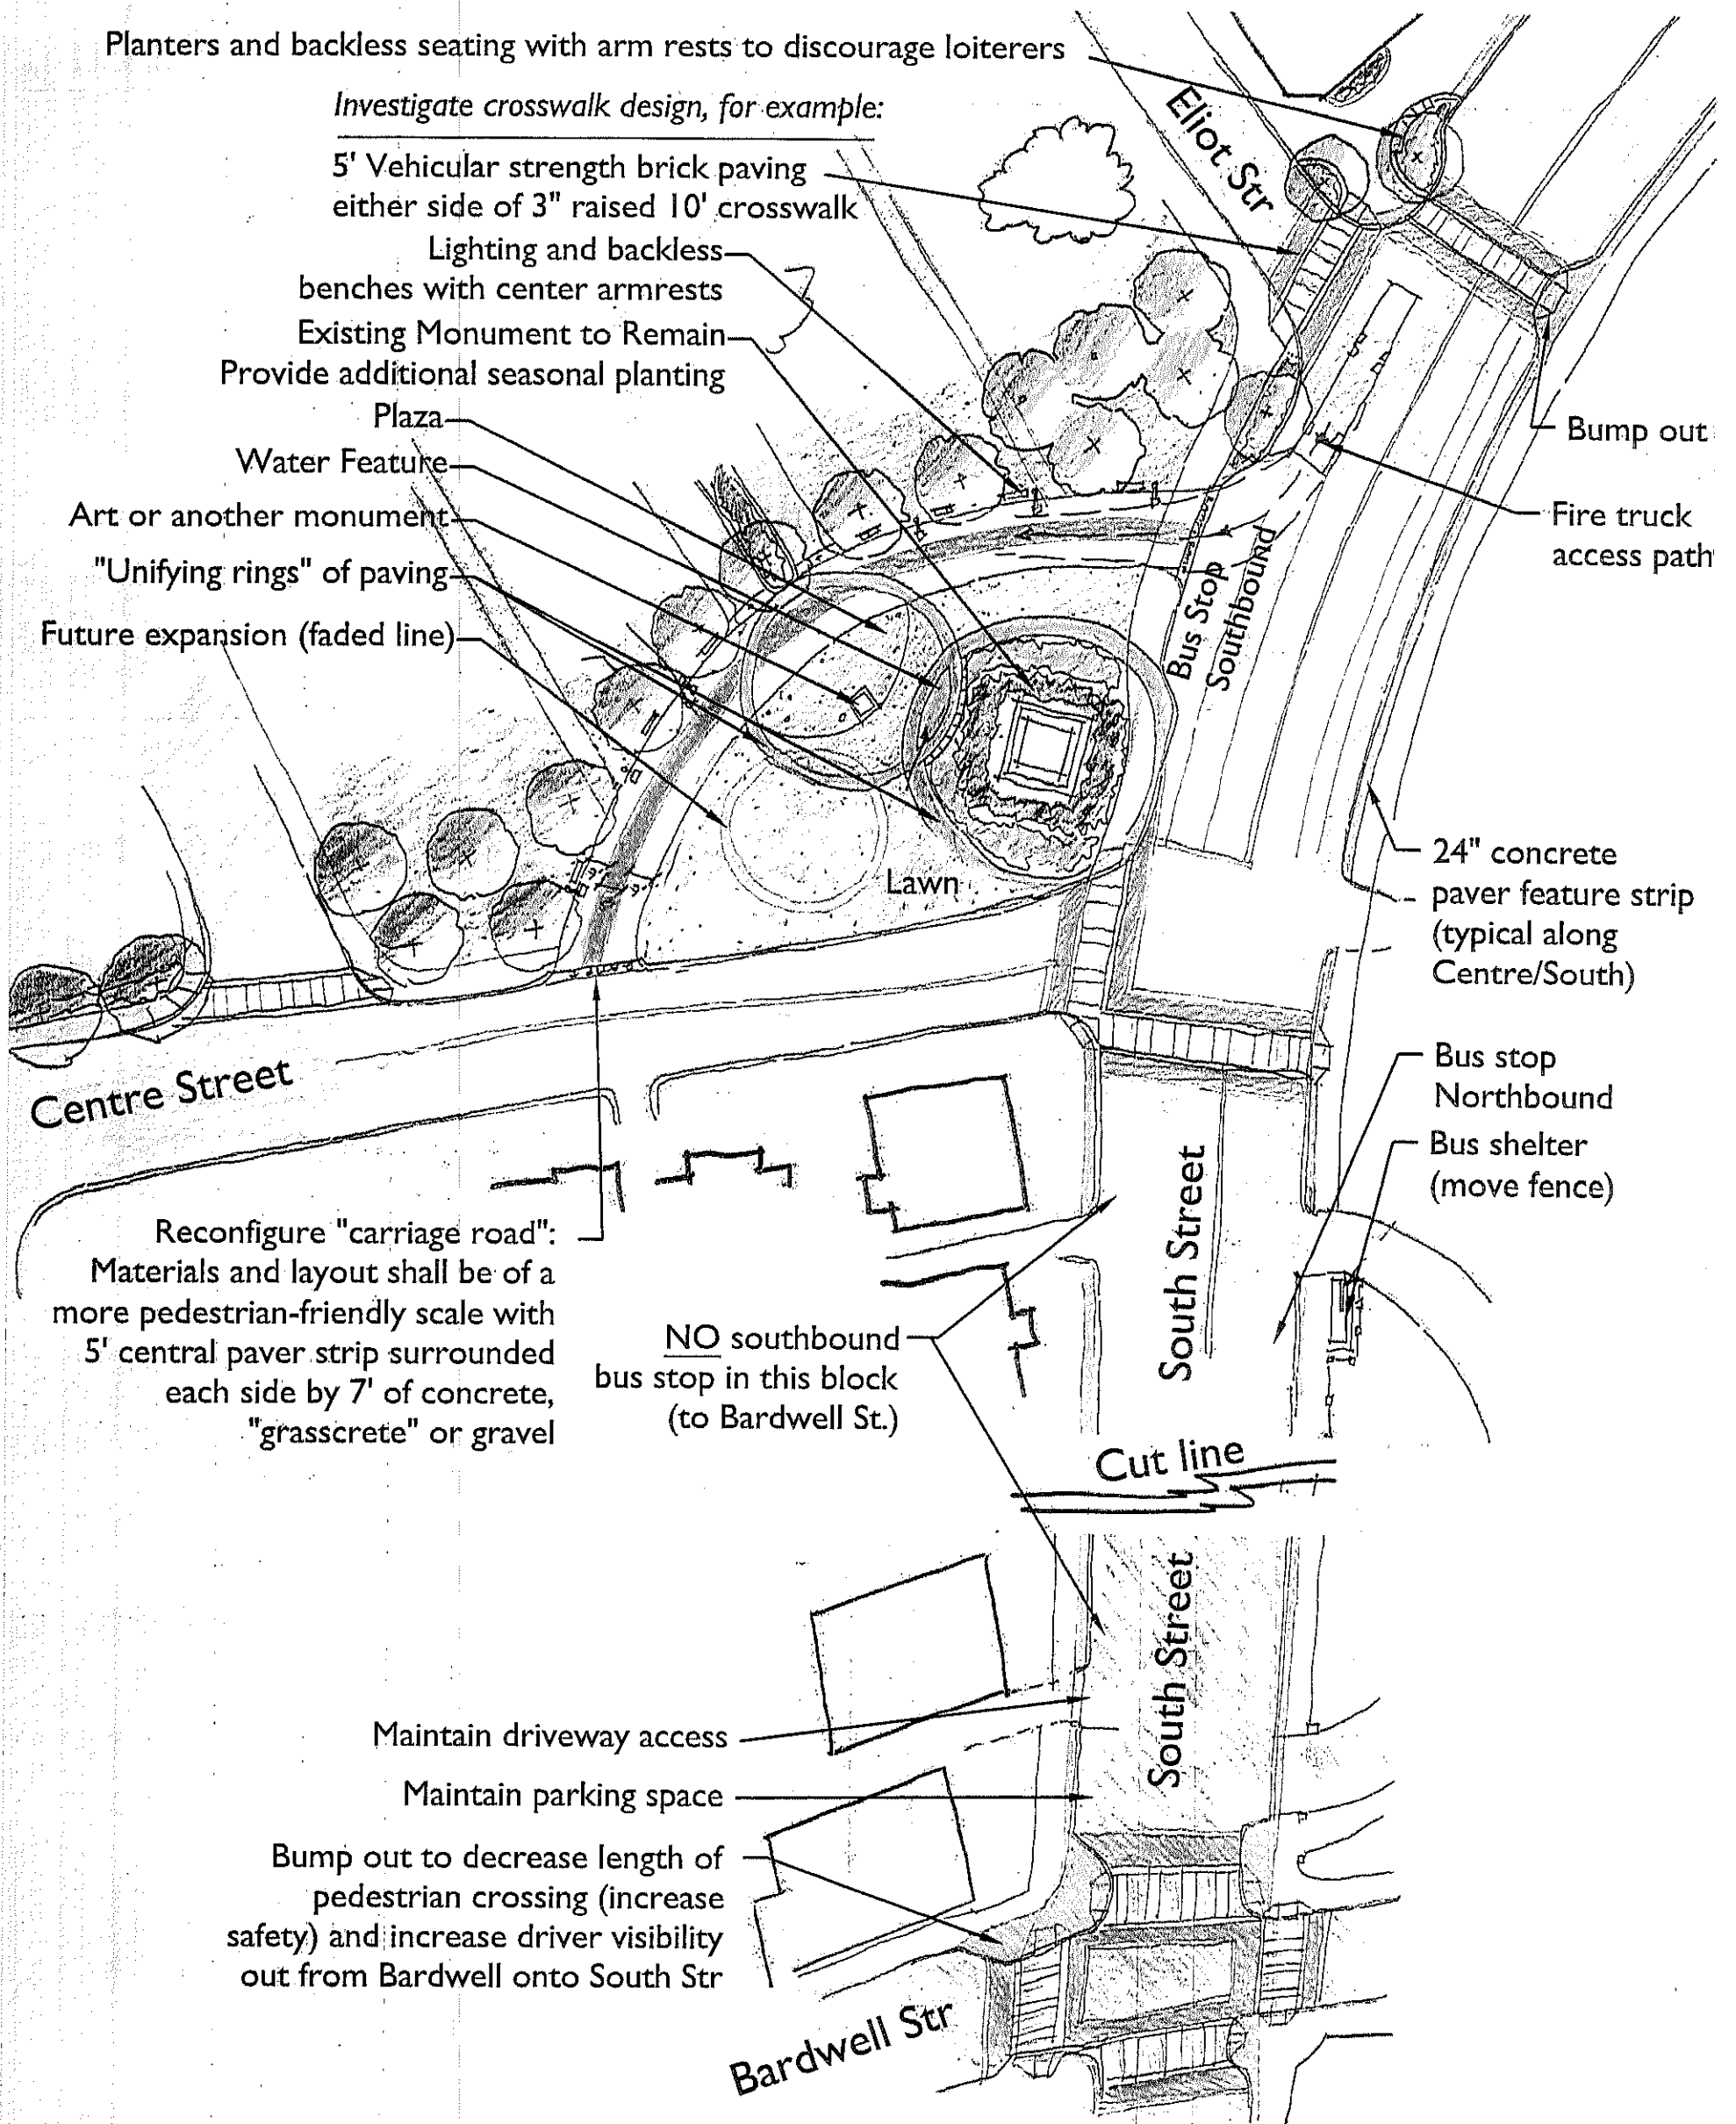 Planters and backless seating with arm rests to discourage loiterers
Investigate crosswalk design, for example:
5' Vehicular strength brick paving
either side of 3" raised 10' crosswalk
Lighting and backless
benches with center armrests
Existing Monument to Remain
Provide additional seasonal planting
Plaza
Water Feature
Art or another monument
"Unifying rings" of paving
Future expansion (faded line)
Eliot Str
Bump out
Fire truck
access path
Bus Stop
Southbound
Lawn
24" concrete
paver feature strip
(typical along
Centre/South)
Centre Street
Bus stop
Northbound
Bus shelter
(move fence)
South Street
Reconfigure "carriage road":
Materials and layout shall be of a
more pedestrian-friendly scale with
5' central paver strip surrounded
each side by 7' of concrete,
"grasscrete" or gravel
NO southbound
bus stop in this block
(to Bardwell St.)
Cut line
South Street
Maintain driveway access
Maintain parking space
Bump out to decrease length of
pedestrian crossing (increase
safety) and increase driver visibility
out from Bardwell onto South Str
Bardwell Str